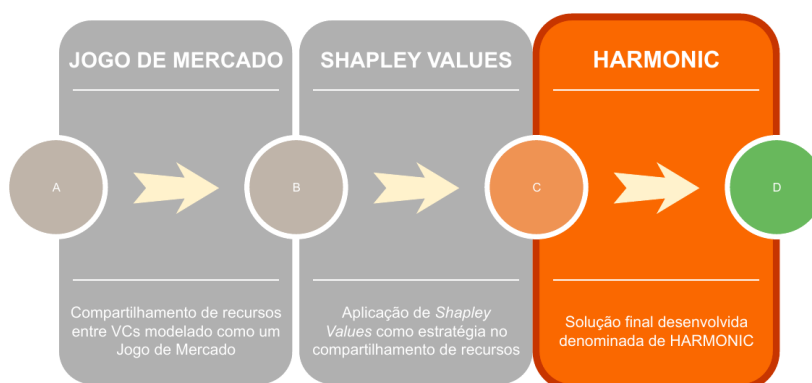 JOGO DE MERCADO
SHAPLEY VALUES
HARMONIC
A
B
C
D
Compartilhamento de recursos
entre VCs modelado como um
Jogo de Mercado
Aplicação de Shapley
Values como estratégia no
compartilhamento de recursos
Solução final desenvolvida
denominada de HARMONIC